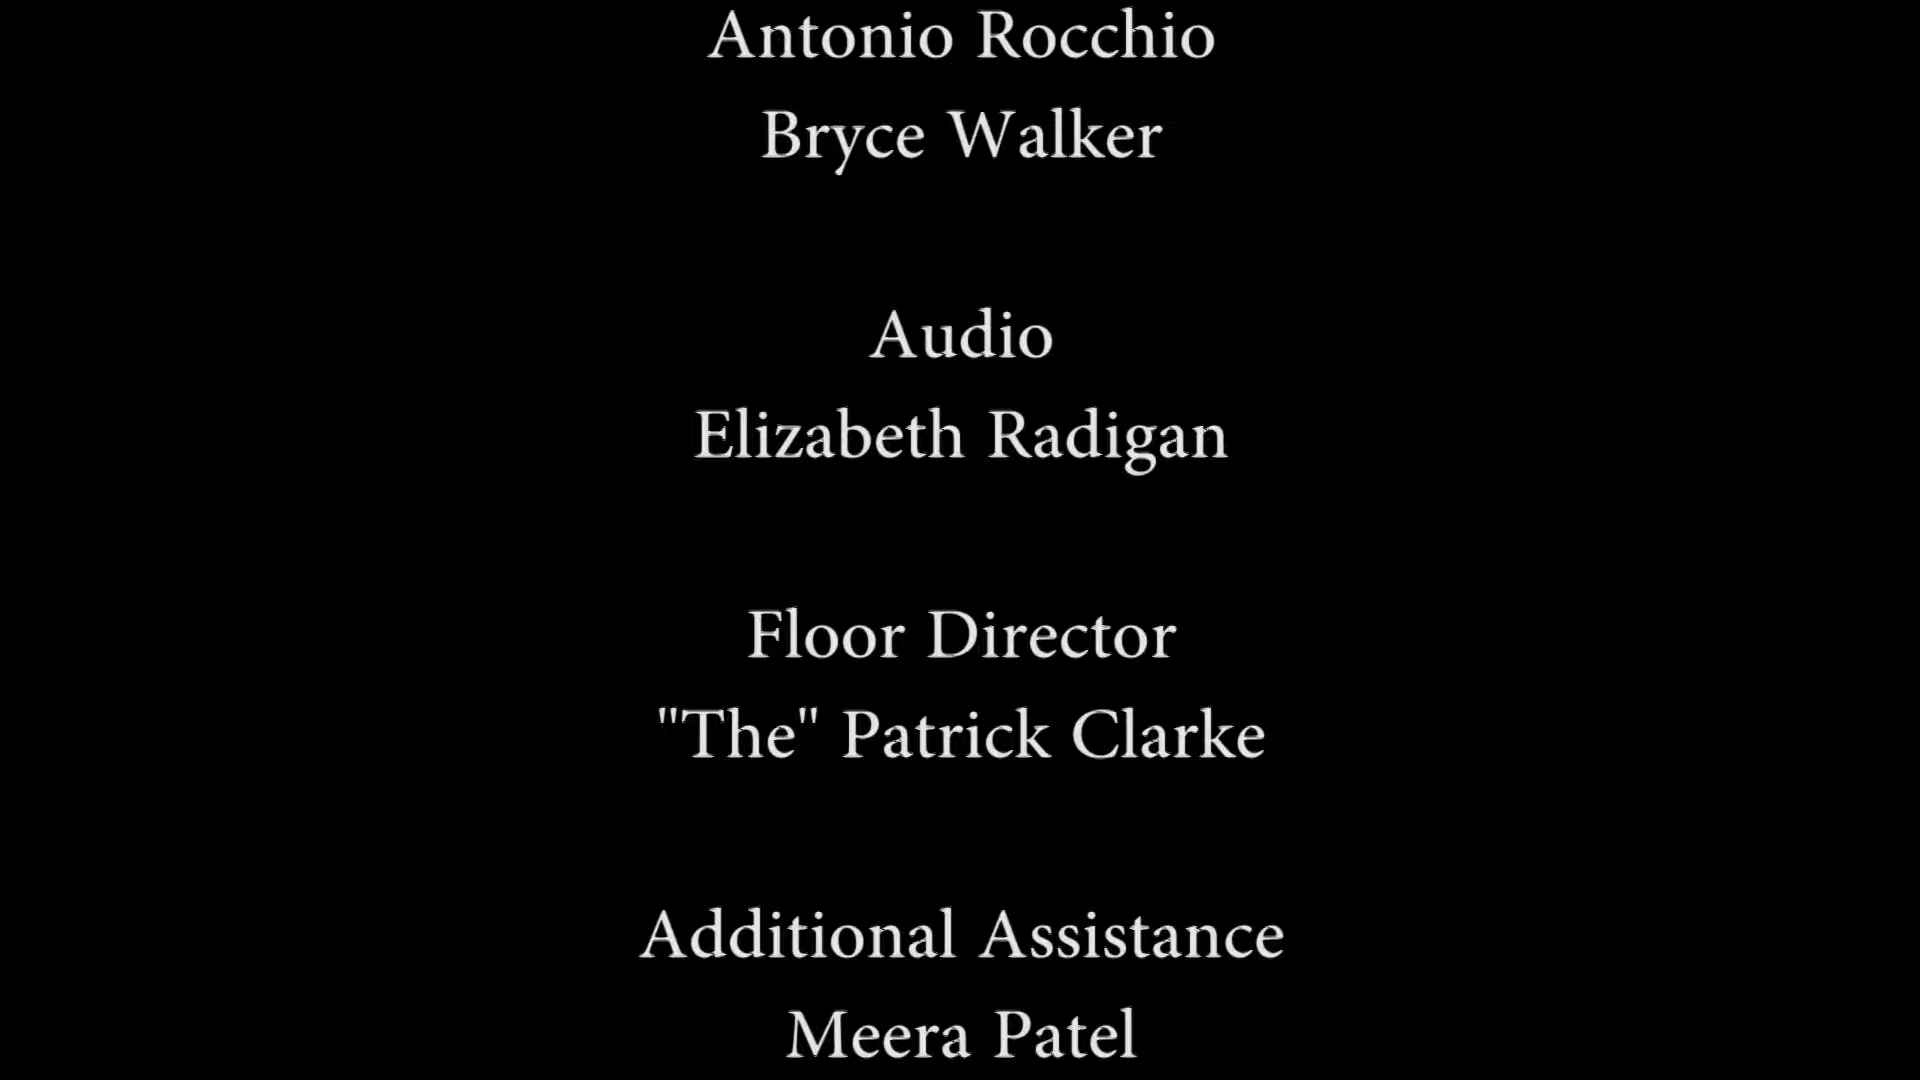 Antonio Rocchio
Bryce Walker
Audio
Elizabeth Radigan
Floor Director
"The" Patrick Clarke
Additional Assistance
Meera Patel